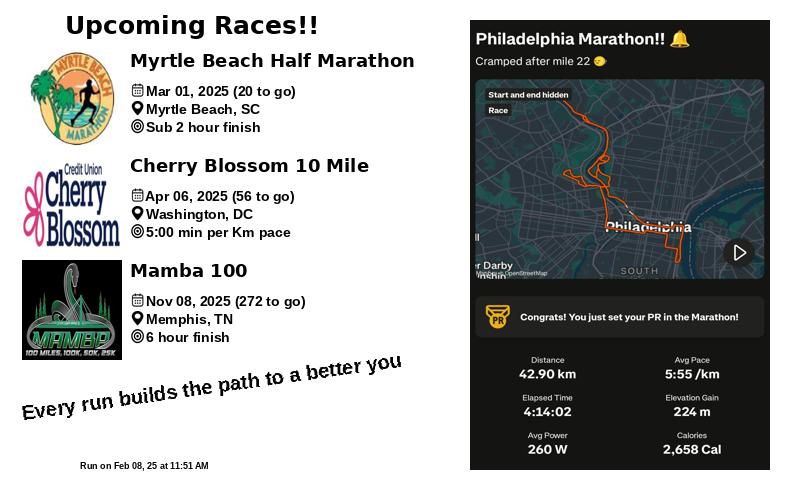 Upcoming Races!!
MYRTLE BEACH
MARATHON
Myrtle Beach Half Marathon
Mar 01, 2025 (20 to go)
Myrtle Beach, SC
Sub 2 hour finish
Credit Union
Cherry
Blossom
Cherry Blossom 10 Mile
Apr 06, 2025 (56 to go)
Washington, DC
5:00 min per Km pace
MAMBA
100 MILES, 100K, 50K, 25K
Mamba 100
Nov 08, 2025 (272 to go)
Memphis, TN
6 hour finish
Every run builds the path to a better you
Run on Feb 08, 25 at 11:51 AM
Philadelphia Marathon!! 🔔
Cramped after mile 22
Start and end hidden
Race
Philadelphia
ll
r Darby
nship
OpenStreetMap
SOUTH
PR
Congrats! You just set your PR in the Marathon!
Distance
42.90 km
Avg Pace
5:55 /km
Elapsed Time
4:14:02
Elevation Gain
224 m
Avg Power
260 W
Calories
2,658 Cal